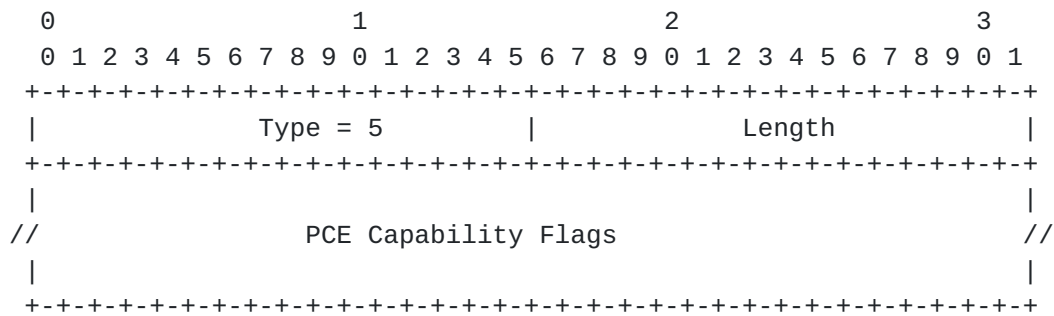 0                   1                   2                   3
0 1 2 3 4 5 6 7 8 9 0 1 2 3 4 5 6 7 8 9 0 1 2 3 4 5 6 7 8 9 0 1
+-+-+-+-+-+-+-+-+-+-+-+-+-+-+-+-+-+-+-+-+-+-+-+-+-+-+-+-+-+-+-+-+
|              Type = 5         |             Length            |
+-+-+-+-+-+-+-+-+-+-+-+-+-+-+-+-+-+-+-+-+-+-+-+-+-+-+-+-+-+-+-+-+
|                                                               |
//                 PCE Capability Flags                          //
|                                                               |
+-+-+-+-+-+-+-+-+-+-+-+-+-+-+-+-+-+-+-+-+-+-+-+-+-+-+-+-+-+-+-+-+